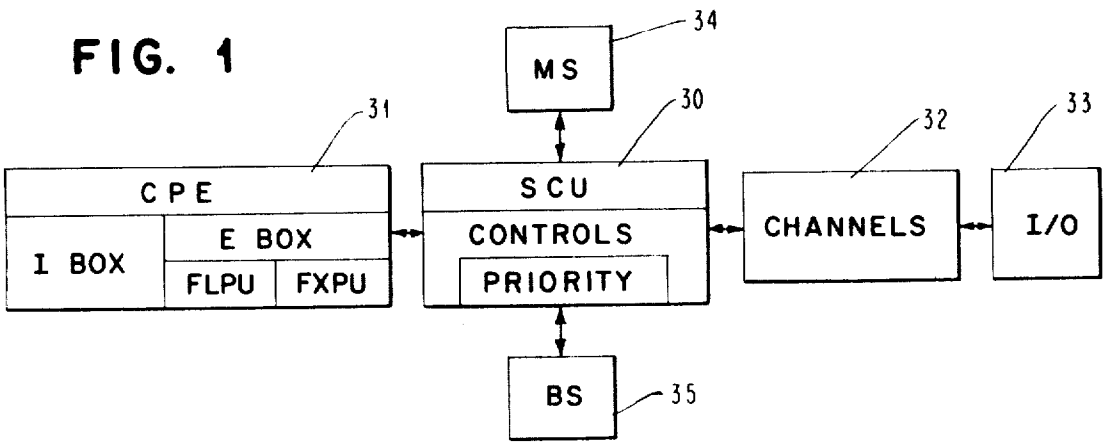 FIG. 1
34
MS
31
30
32
33
CPE
SCU
I BOX
E BOX
CONTROLS
CHANNELS
I/O
FLPU
FXPU
PRIORITY
BS
35